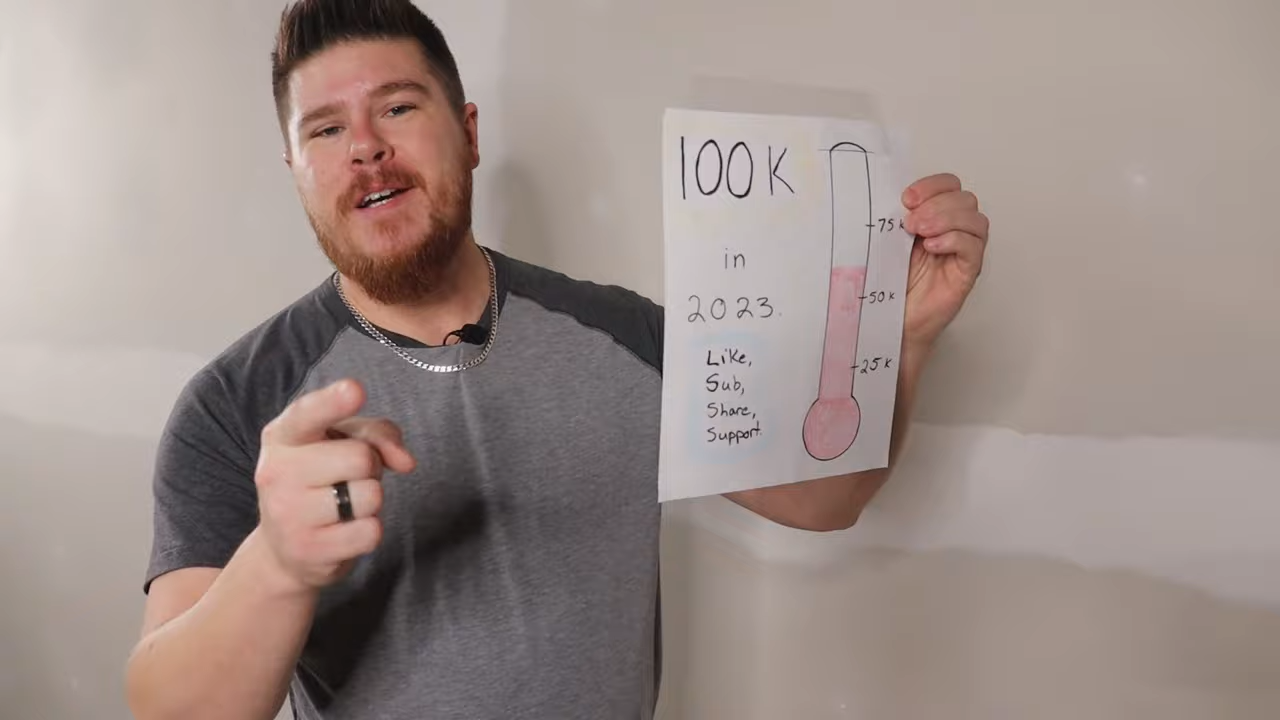 100K
in
2023.
Like,
Sub,
Share,
Support.
75K
50K
25K